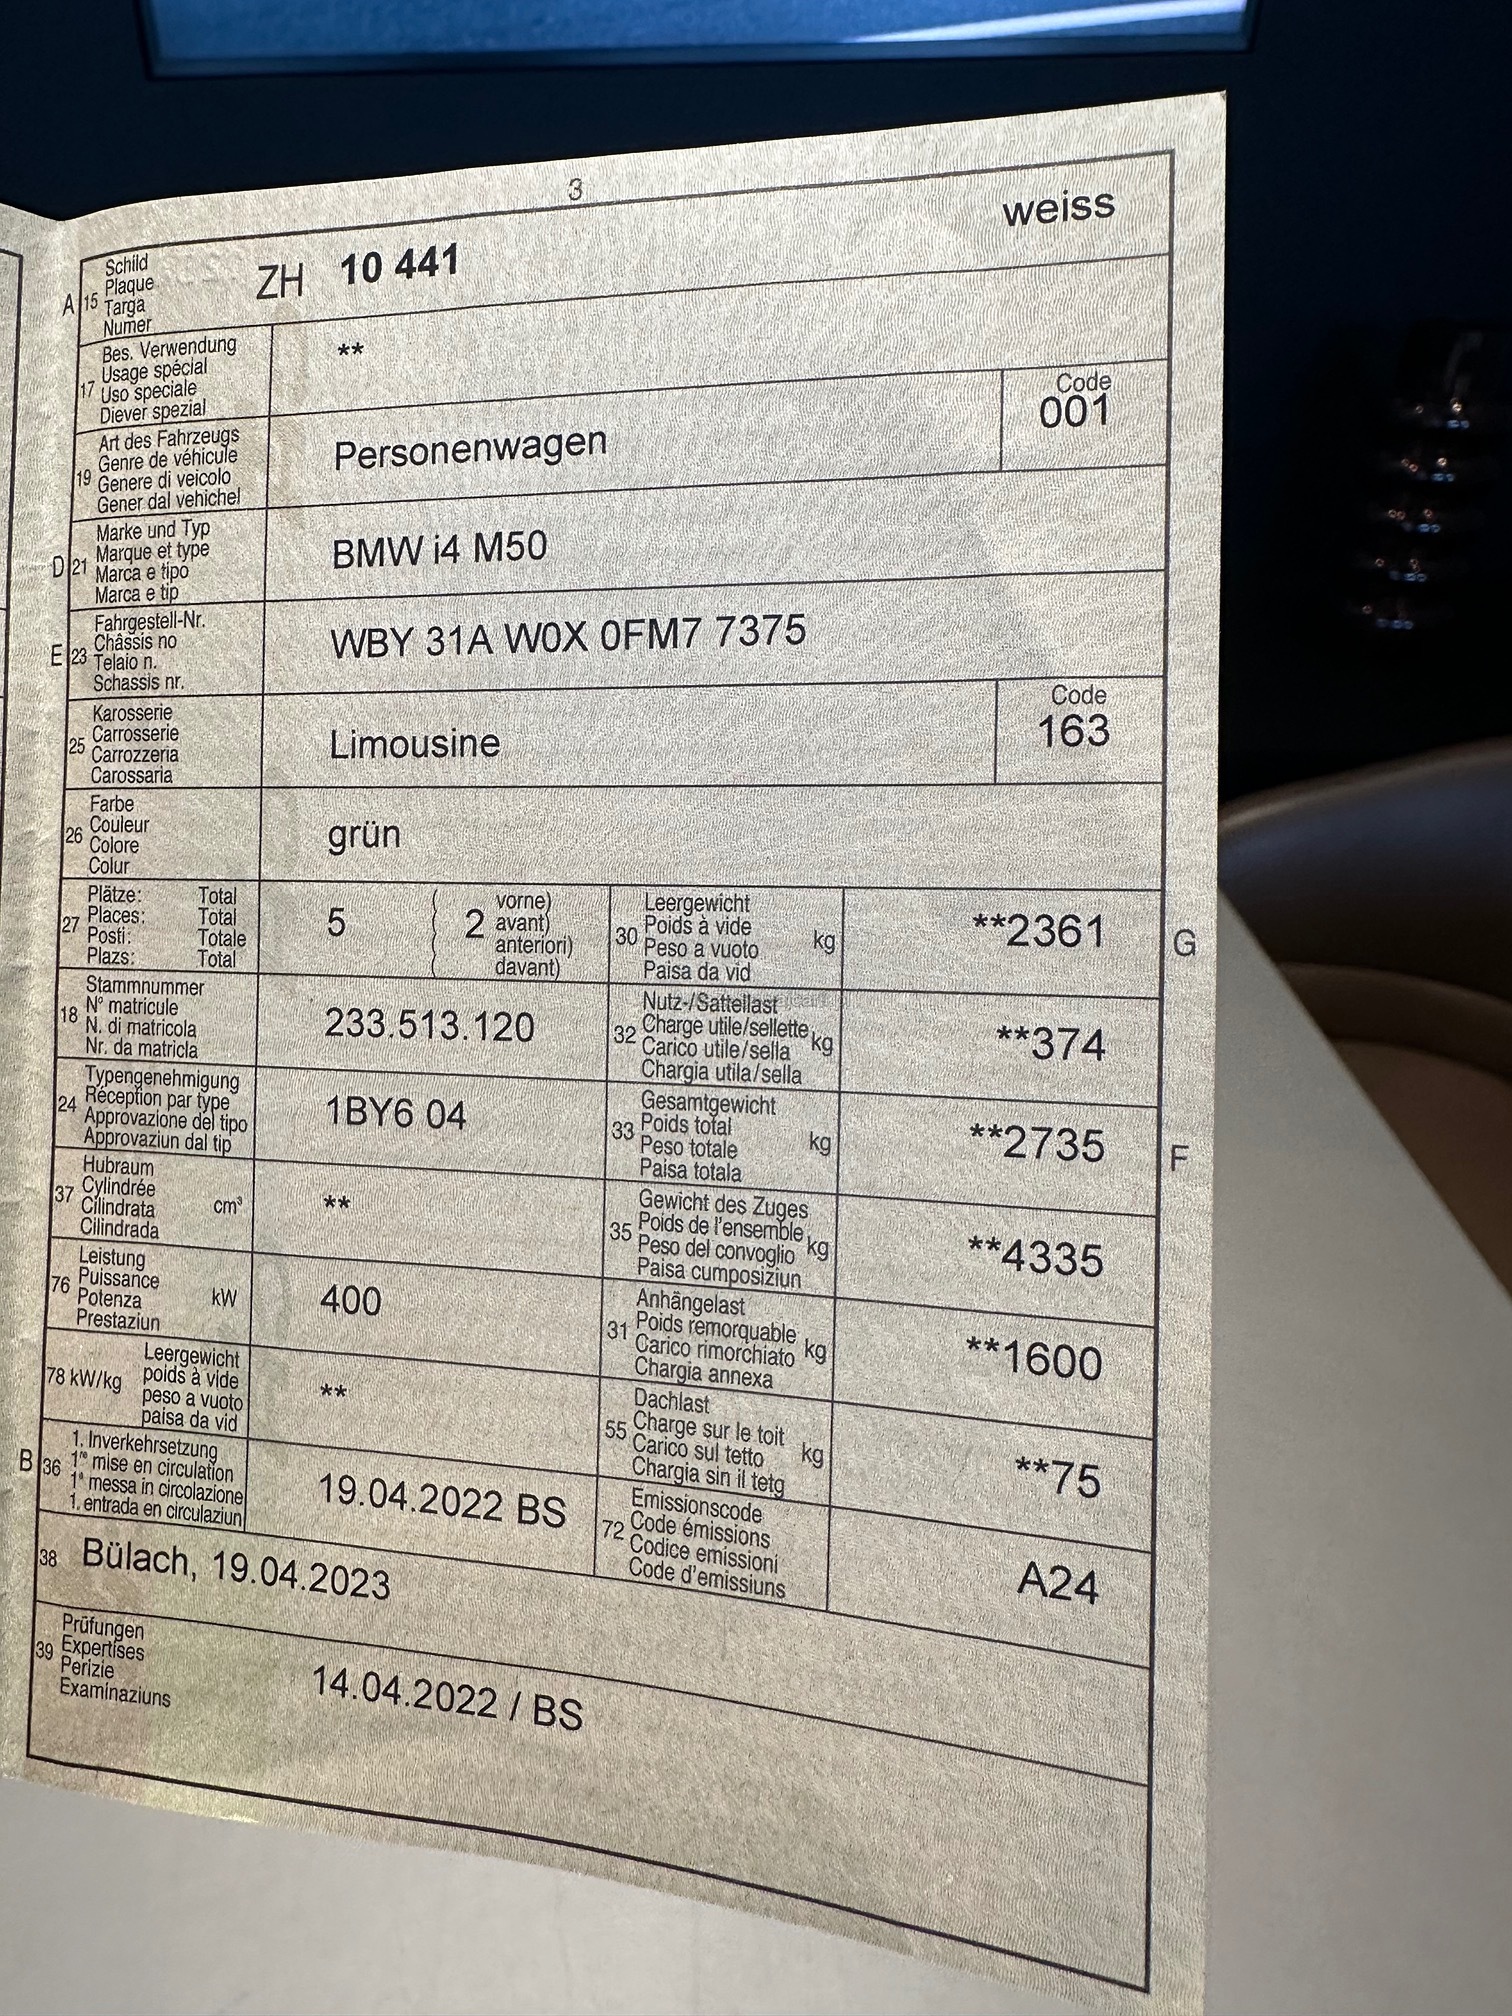 3
A 15 Schild
Plaque
Targa
Numer
ZH 10 441
weiss
17 Bes. Verwendung
Usage spécial
Uso speciale
Diever spezial
**
19 Art des Fahrzeugs
Genre de véhicule
Genere di veicolo
Gener dal vehichel
Personenwagen
Code
001
D 21 Marke und Typ
Marque et type
Marca e tipo
Marca e tip
BMW i4 M50
E 23 Fahrgestell-Nr.
Châssis no
Telaio n.
Schassis nr.
WBY 31A W0X 0FM7 7375
25 Karosserie
Carrosserie
Carrozzeria
Carossaria
Limousine
Code
163
26 Farbe
Couleur
Colore
Colur
grün
27 Plätze: Total
Places: Total
Posti: Totale
Plazs: Total
5
2 vorne)
avant)
anteriori)
davant)
30 Leergewicht
Poids à vide
Peso a vuoto
Paisa da vid
kg
**2361
G
18 Stammnummer
N° matricule
N. di matricola
Nr. da matricla
233.513.120
32 Nutz-/Sattellast
Charge utile/sellette
Carico utile/sella
Chargia utila/sella
kg
**374
24 Typengenehmigung
Réception par type
Approvazione del tipo
Approvaziun dal tip
1BY6 04
33 Gesamtgewicht
Poids total
Peso totale
Paisa totala
kg
**2735
F
37 Hubraum
Cylindrée
Cilindrata
Cilindrada
cm³
**
35 Gewicht des Zuges
Poids de l'ensemble
Peso del convoglio
Paisa cumposiziun
kg
**4335
76 Leistung
Puissance
Potenza
Prestaziun
kW
400
31 Anhängelast
Poids remorquable
Carico rimorchiato
Chargia annexa
kg
**1600
78 kW/kg Leergewicht
poids à vide
peso a vuoto
paisa da vid
**
55 Dachlast
Charge sur le toit
Carico sul tetto
Chargia sin il tetg
kg
**75
B 36 1. Inverkehrsetzung
1re mise en circulation
1a messa in circolazione
1. entrada en circulaziun
19.04.2022 BS
72 Emissionscode
Code émissions
Codice emissioni
Code d'emissiuns
A24
38 Bülach, 19.04.2023
39 Prüfungen
Expertises
Perizie
Examinaziuns
14.04.2022 / BS